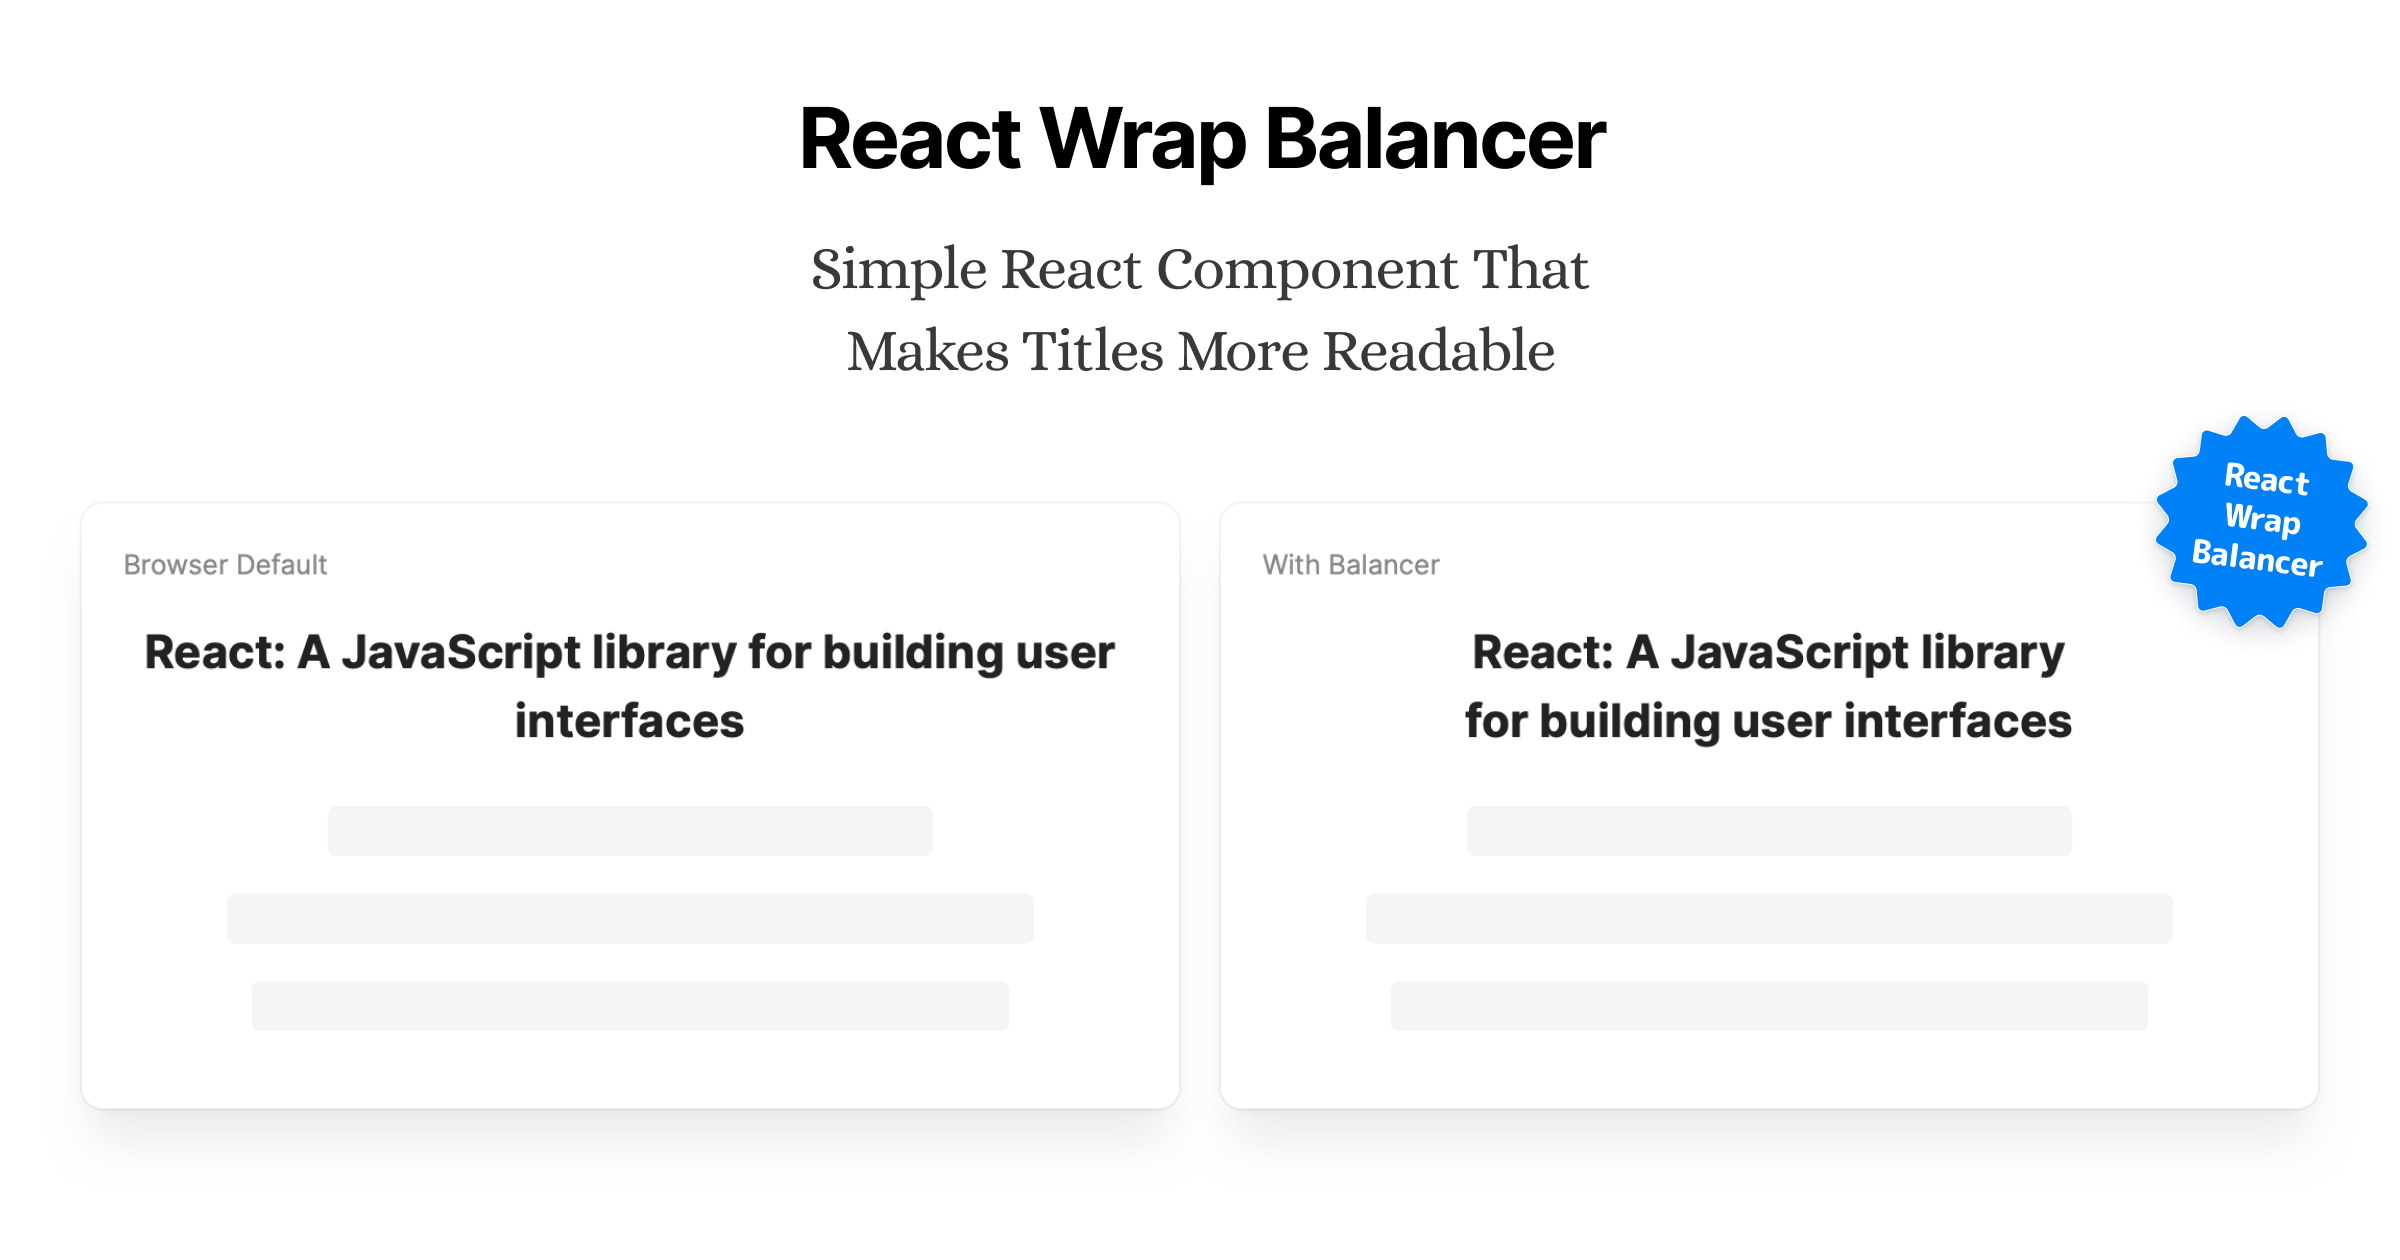 React Wrap Balancer
Simple React Component That
Makes Titles More Readable
React
Wrap
Balancer
Browser Default
React: A JavaScript library for building user
interfaces
With Balancer
React: A JavaScript library
for building user interfaces